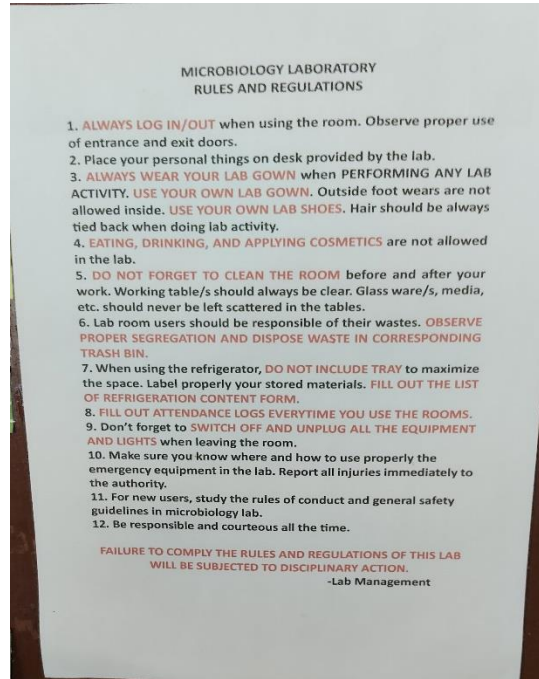 MICROBIOLOGY LABORATORY
RULES AND REGULATIONS
1. ALWAYS LOG IN/OUT when using the room. Observe proper use
of entrance and exit doors.
2. Place your personal things on desk provided by the lab.
3. ALWAYS WEAR YOUR LAB GOWN when PERFORMING ANY LAB
ACTIVITY. USE YOUR OWN LAB GOWN. Outside foot wears are not
allowed inside. USE YOUR OWN LAB SHOES. Hair should be always
tied back when doing lab activity.
4. EATING, DRINKING, AND APPLYING COSMETICS are not allowed
in the lab.
5. DO NOT FORGET TO CLEAN THE ROOM before and after your
work. Working table/s should always be clear. Glass ware/s, media,
etc. should never be left scattered in the tables.
6. Lab room users should be responsible of their wastes. OBSERVE
PROPER SEGREGATION AND DISPOSE WASTE IN CORRESPONDING
TRASH BIN.
7. When using the refrigerator, DO NOT INCLUDE TRAY to maximize
the space. Label properly your stored materials. FILL OUT THE LIST
OF REFRIGERATION CONTENT FORM.
8. FILL OUT ATTENDANCE LOGS EVERYTIME YOU USE THE ROOMS.
9. Don't forget to SWITCH OFF AND UNPLUG ALL THE EQUIPMENT
AND LIGHTS when leaving the room.
10. Make sure you know where and how to use properly the
emergency equipment in the lab. Report all injuries immediately to
the authority.
11. For new users, study the rules of conduct and general safety
guidelines in microbiology lab.
12. Be responsible and courteous all the time.
FAILURE TO COMPLY THE RULES AND REGULATIONS OF THIS LAB
WILL BE SUBJECTED TO DISCIPLINARY ACTION.
-Lab Management